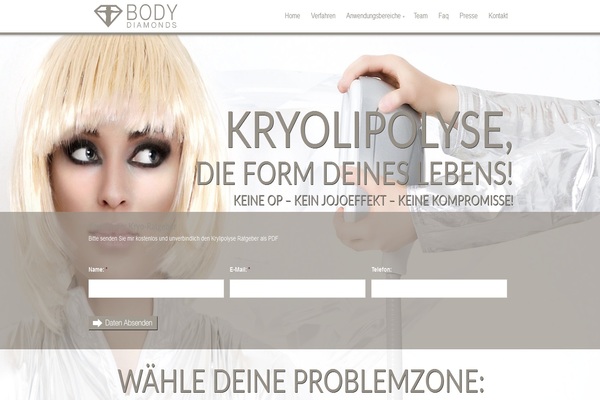 BODY
DIAMONDS
Home Verfahren Anwendungsbereiche Team Faq Presse Kontakt
KRYOLIPOLYSE,
DIE FORM DEINES LEBENS!
KEINE OP – KEIN JOJOEFFEKT – KEINE KOMPROMISSE!
Bitte senden Sie mir kostenlos und unverbindlich den Kryolipolyse Ratgeber als PDF
Name: * E-Mail: * Telefon:
Daten Absenden
WÄHLE DEINE PROBLEMZONE: